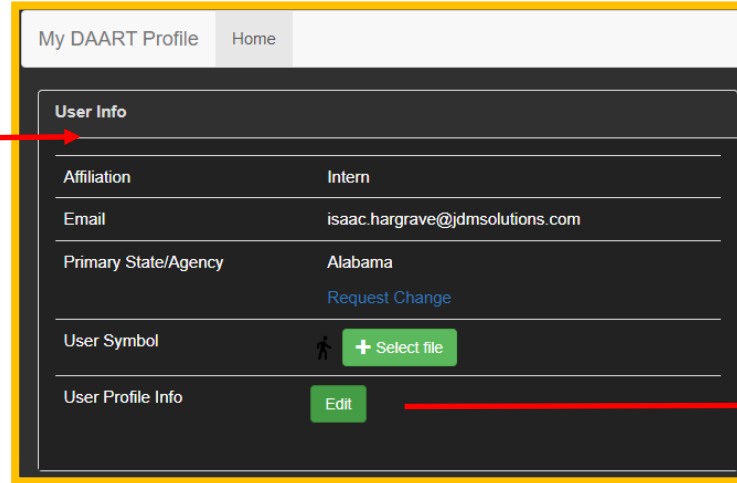 My DAART Profile Home
User Info
Affiliation Intern
Email isaac.hargrave@jdmsolutions.com
Primary State/Agency Alabama
Request Change
User Symbol + Select file
User Profile Info Edit